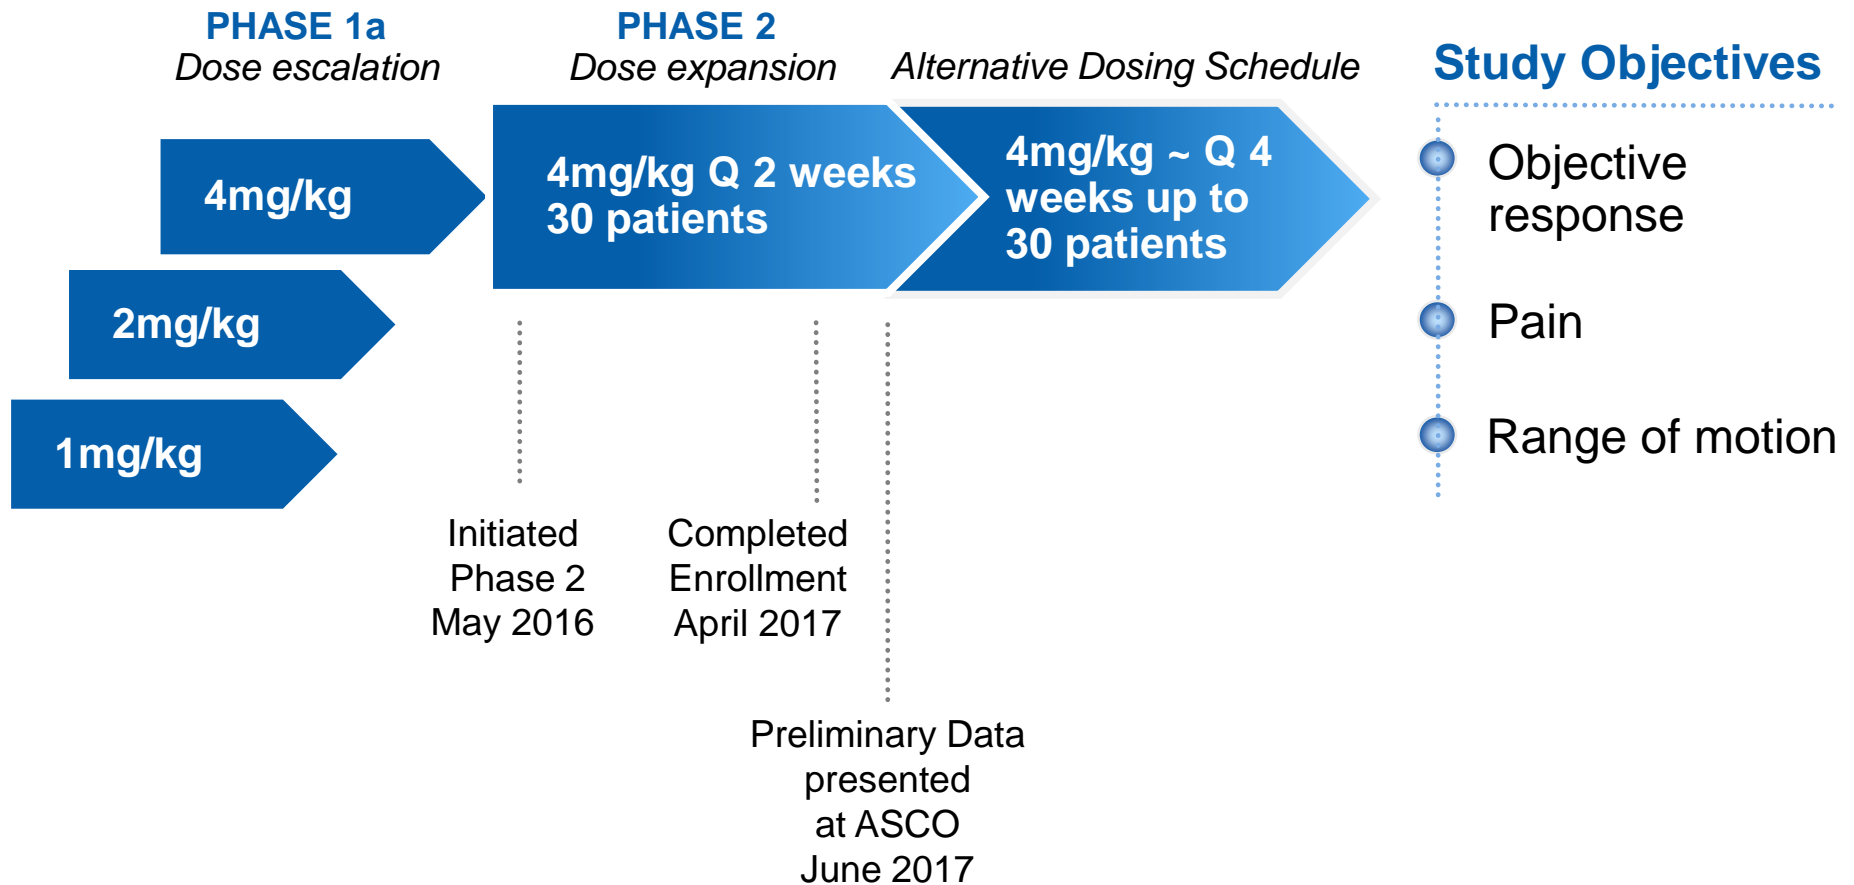 PHASE 1a
Dose escalation
4mg/kg
2mg/kg
1mg/kg
PHASE 2
Dose expansion
4mg/kg Q 2 weeks
30 patients
Alternative Dosing Schedule
4mg/kg ~ Q 4
weeks up to
30 patients
Initiated
Phase 2
May 2016
Completed
Enrollment
April 2017
Preliminary Data
presented
at ASCO
June 2017
Study Objectives
Objective
response
Pain
Range of motion